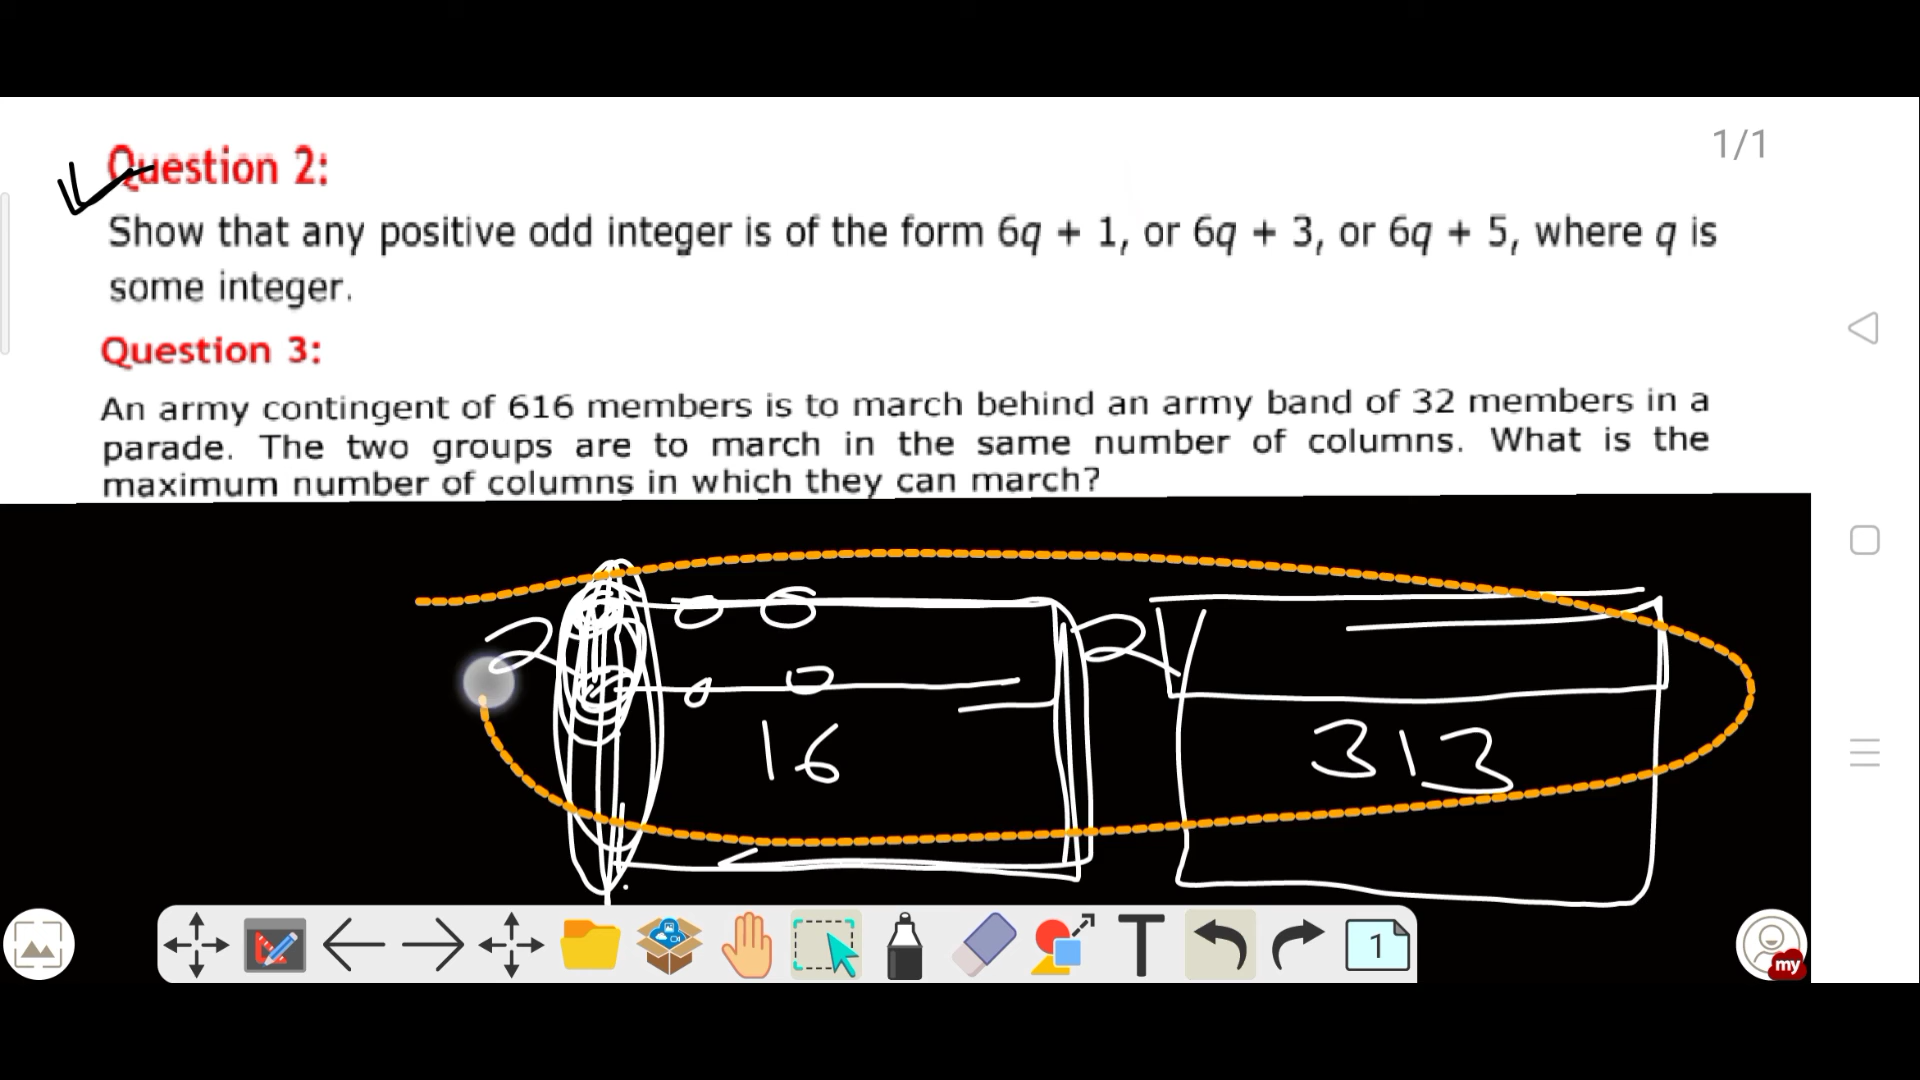 1/1
Question 2:
Show that any positive odd integer is of the form 6q + 1, or 6q + 3, or 6q + 5, where q is
some integer.
Question 3:
An army contingent of 616 members is to march behind an army band of 32 members in a
parade. The two groups are to march in the same number of columns. What is the
maximum number of columns in which they can march?
2 2
16 313
T 1 my